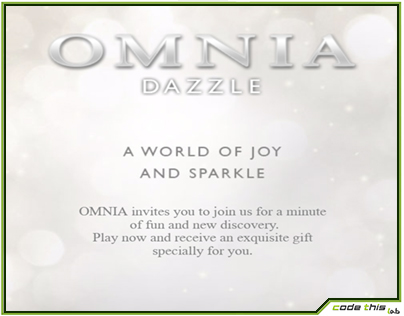 OMNIA
DAZZLE
A WORLD OF JOY
AND SPARKLE
OMNIA invites you to join us for a minute
of fun and new discovery.
Play now and receive an exquisite gift
specially for you.
code this lab